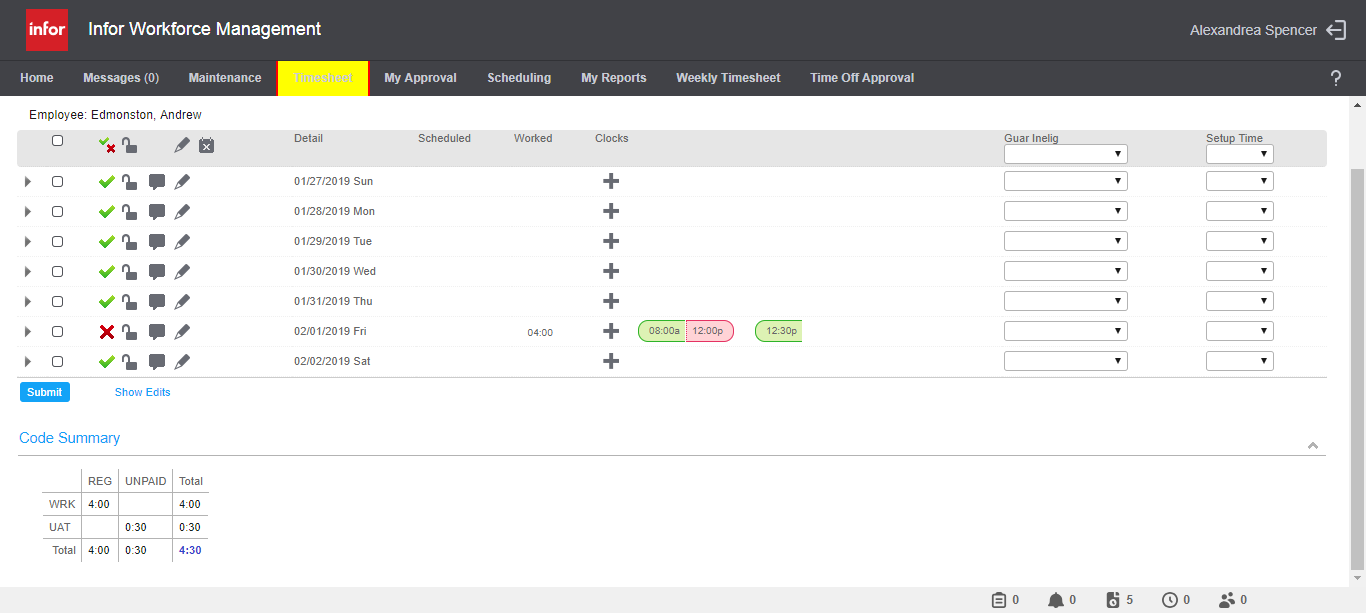 infor Infor Workforce Management Alexandrea Spencer
Home Messages (0) Maintenance Timesheet My Approval Scheduling My Reports Weekly Timesheet Time Off Approval ?
Employee: Edmonston, Andrew
Detail Scheduled Worked Clocks Guar Inelig Setup Time
01/27/2019 Sun
01/28/2019 Mon
01/29/2019 Tue
01/30/2019 Wed
01/31/2019 Thu
02/01/2019 Fri 04:00 08:00a 12:00p 12:30p
02/02/2019 Sat
Submit Show Edits
Code Summary
REG UNPAID Total
WRK 4:00 4:00
UAT 0:30 0:30
Total 4:00 0:30 4:30
0 0 5 0 0